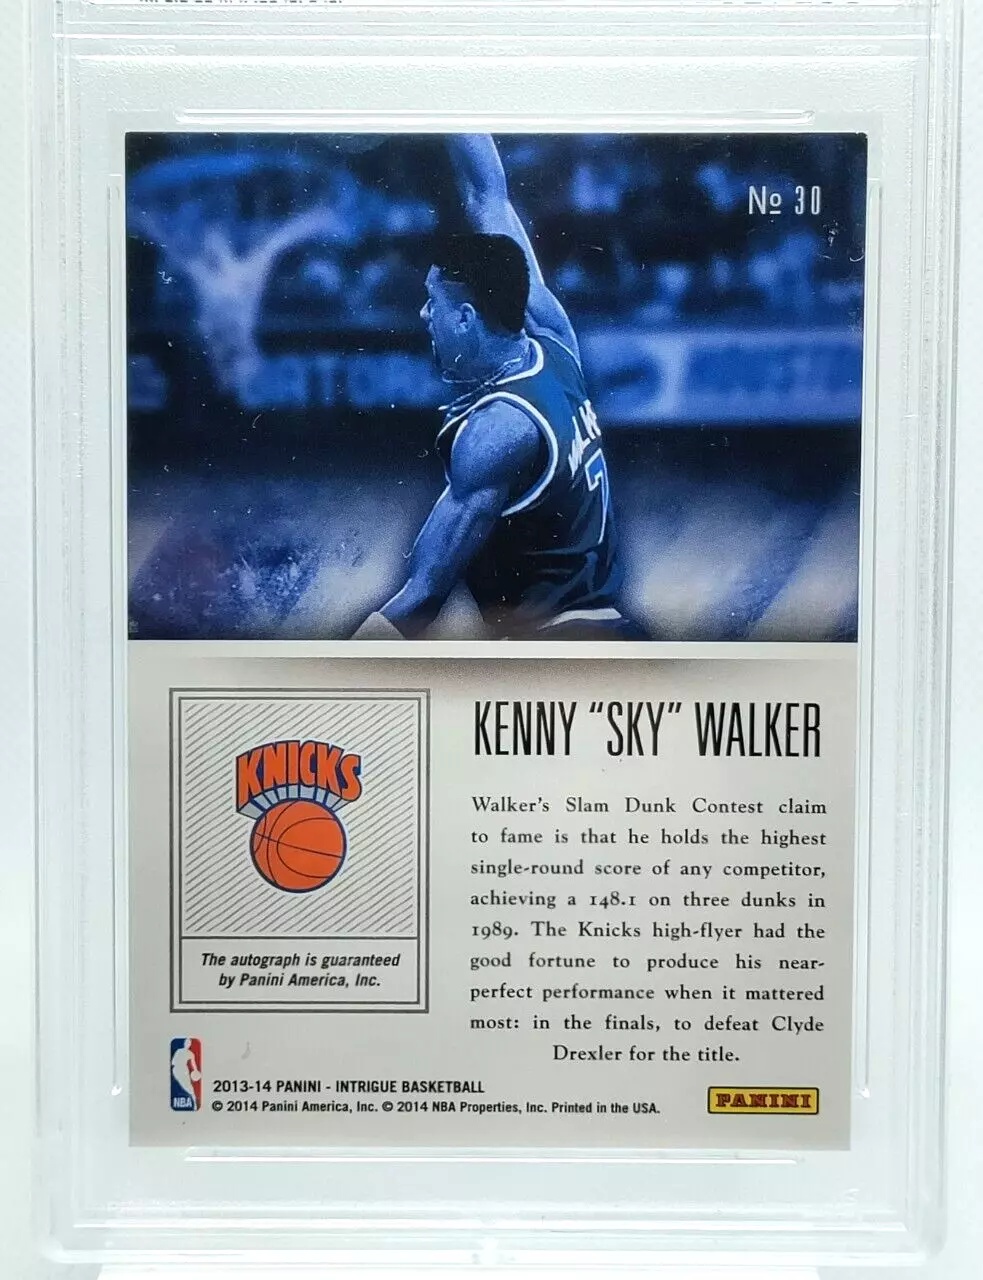 No 30
WALKE
7
KENNY “SKY” WALKER
KNICKS
Walker's Slam Dunk Contest claim
to fame is that he holds the highest
single-round score of any competitor,
achieving a 148.1 on three dunks in
1989. The Knicks high-flyer had the
good fortune to produce his near-
perfect performance when it mattered
most: in the finals, to defeat Clyde
Drexler for the title.
The autograph is guaranteed
by Panini America, Inc.
NBA
2013-14 PANINI - INTRIGUE BASKETBALL
© 2014 Panini America, Inc. © 2014 NBA Properties, Inc. Printed in the USA.
PANINI